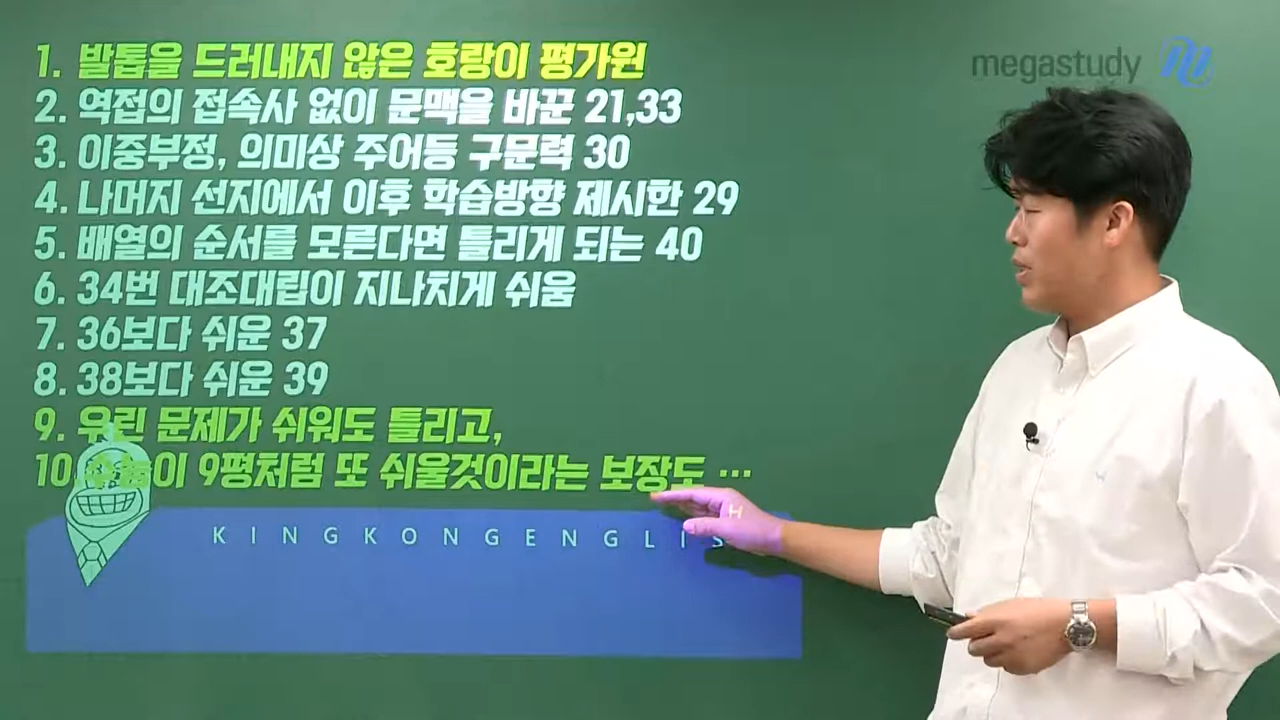 1. 발톱을 드러내지 않은 호랑이 평가원
2. 역접의 접속사 없이 문맥을 바꾼 21,33
3. 이중부정, 의미상 주어등 구문력 30
4. 나머지 선지에서 이후 학습방향 제시한 29
5. 배열의 순서를 모른다면 틀리게 되는 40
6. 34번 대조대립이 지나치게 쉬움
7. 36보다 쉬운 37
8. 38보다 쉬운 39
9. 우린 문제가 쉬워도 틀리고,
10. 수능이 9평처럼 또 쉬울것이라는 보장도 …
KINGKONGENGLISH
megastudy